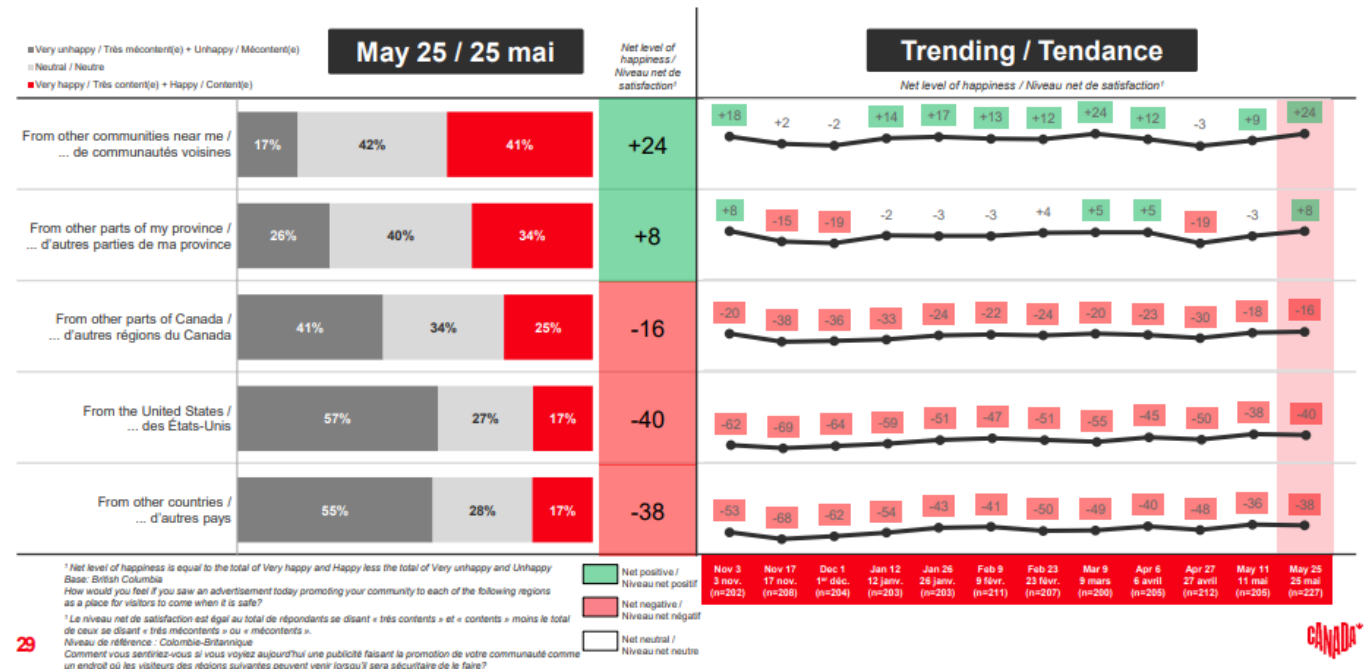 ■Very unhappy / Très mécontent(e) + Unhappy / Mécontent(e)
■Neutral / Neutre
■Very happy / Très content(e) + Happy / Content(e)
May 25 / 25 mai
Net level of
happiness /
Niveau net de
satisfaction¹
Trending / Tendance
Net level of happiness / Niveau net de satisfaction¹
From other communities near me /
... de communautés voisines
17% 42% 41%
+24
+18 +2 -2 +14 +17 +13 +12 +24 +12 -3 +9 +24
From other parts of my province /
... d'autres parties de ma province
26% 40% 34%
+8
+8 -15 -19 -2 -3 -3 +4 +5 +5 -19 -3 +8
From other parts of Canada /
... d'autres régions du Canada
41% 34% 25%
-16
-20 -38 -36 -33 -24 -22 -24 -20 -23 -30 -18 -16
From the United States /
... des États-Unis
57% 27% 17%
-40
-62 -69 -64 -59 -51 -47 -51 -55 -45 -50 -38 -40
From other countries /
... d'autres pays
55% 28% 17%
-38
-53 -68 -62 -54 -43 -41 -50 -49 -40 -48 -36 -38
Nov 3 Nov 17 Dec 1 Jan 12 Jan 26 Feb 9 Feb 23 Mar 9 Apr 6 Apr 27 May 11 May 25
3 nov. 17 nov. 1er déc. 12 janv. 26 janv. 9 févr. 23 févr. 9 mars 6 avril 27 avril 11 mai 25 mai
(n=202) (n=208) (n=204) (n=203) (n=203) (n=211) (n=207) (n=200) (n=205) (n=212) (n=205) (n=227)
¹ Net level of happiness is equal to the total of Very happy and Happy less the total of Very unhappy and Unhappy
Base: British Columbia
How would you feel if you saw an advertisement today promoting your community to each of the following regions
as a place for visitors to come when it is safe?
¹ Le niveau net de satisfaction est égal au total de répondants se disant « très contents » et « contents » moins le total
de ceux se disant « très mécontents » ou « mécontents ».
Niveau de référence : Colombie-Britannique
Comment vous sentiriez-vous si vous voyiez aujourd'hui une publicité faisant la promotion de votre communauté comme
un endroit où les visiteurs des régions suivantes peuvent venir lorsqu'il sera sécuritaire de le faire?
Net positive /
Niveau net positif
Net negative /
Niveau net négatif
Net neutral /
Niveau net neutre
29
CANADA